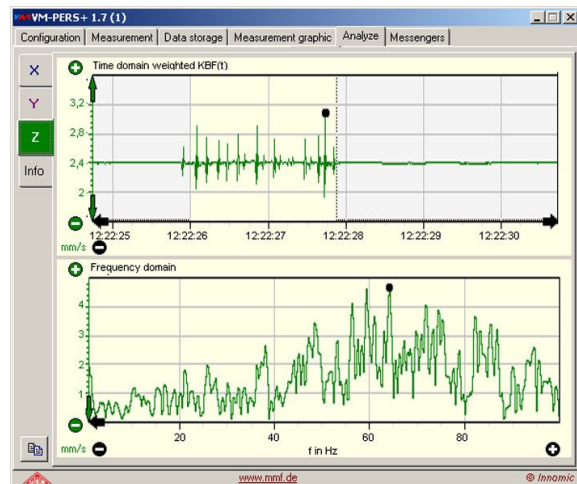 VM-PERS+ 1.7 (1)
Configuration Measurement Data storage Measurement graphic Analyze Messengers
X
Y
Z
Info
Time domain weighted KBF(t)
3,2
2,8
2,4
2
mm/s
12:22:25 12:22:26 12:22:27 12:22:28 12:22:29 12:22:30
Frequency domain
4
3
2
1
mm/s
20 40 60 80
f in Hz
www.mmf.de
© Innomic